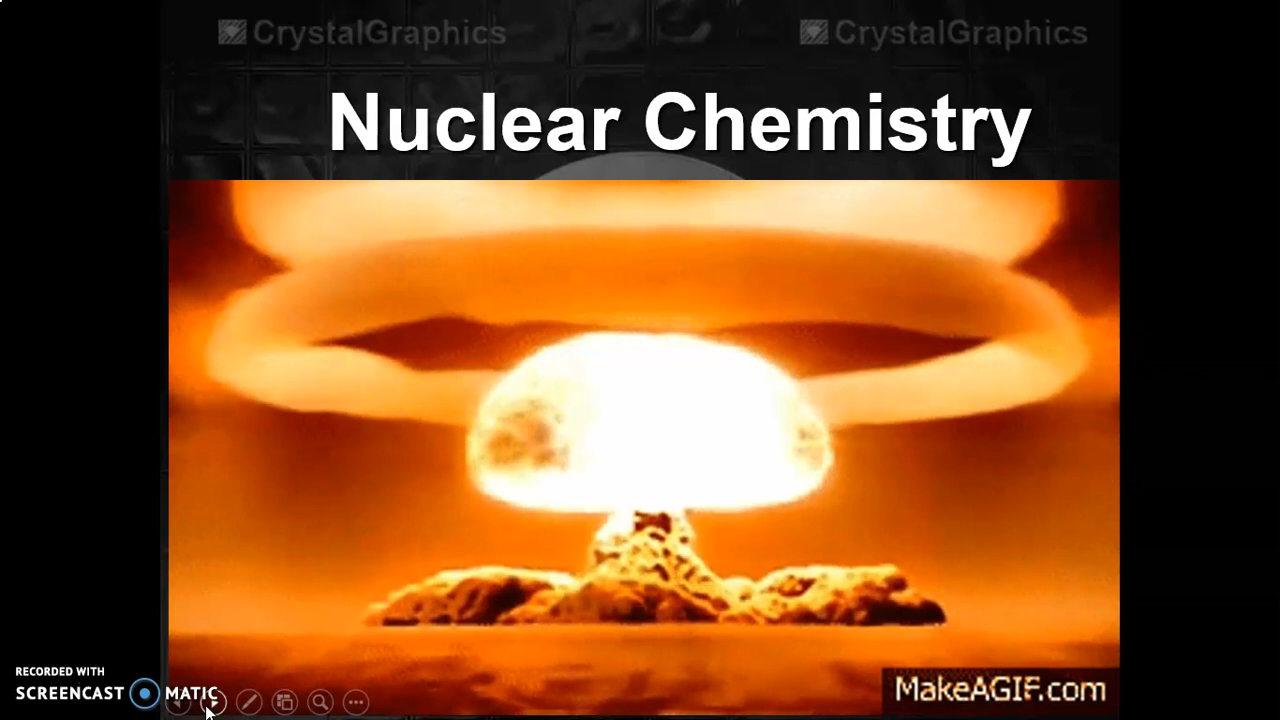 CrystalGraphics CrystalGraphics
Nuclear Chemistry
RECORDED WITH
SCREENCAST MATIC
MakeAGIF.com